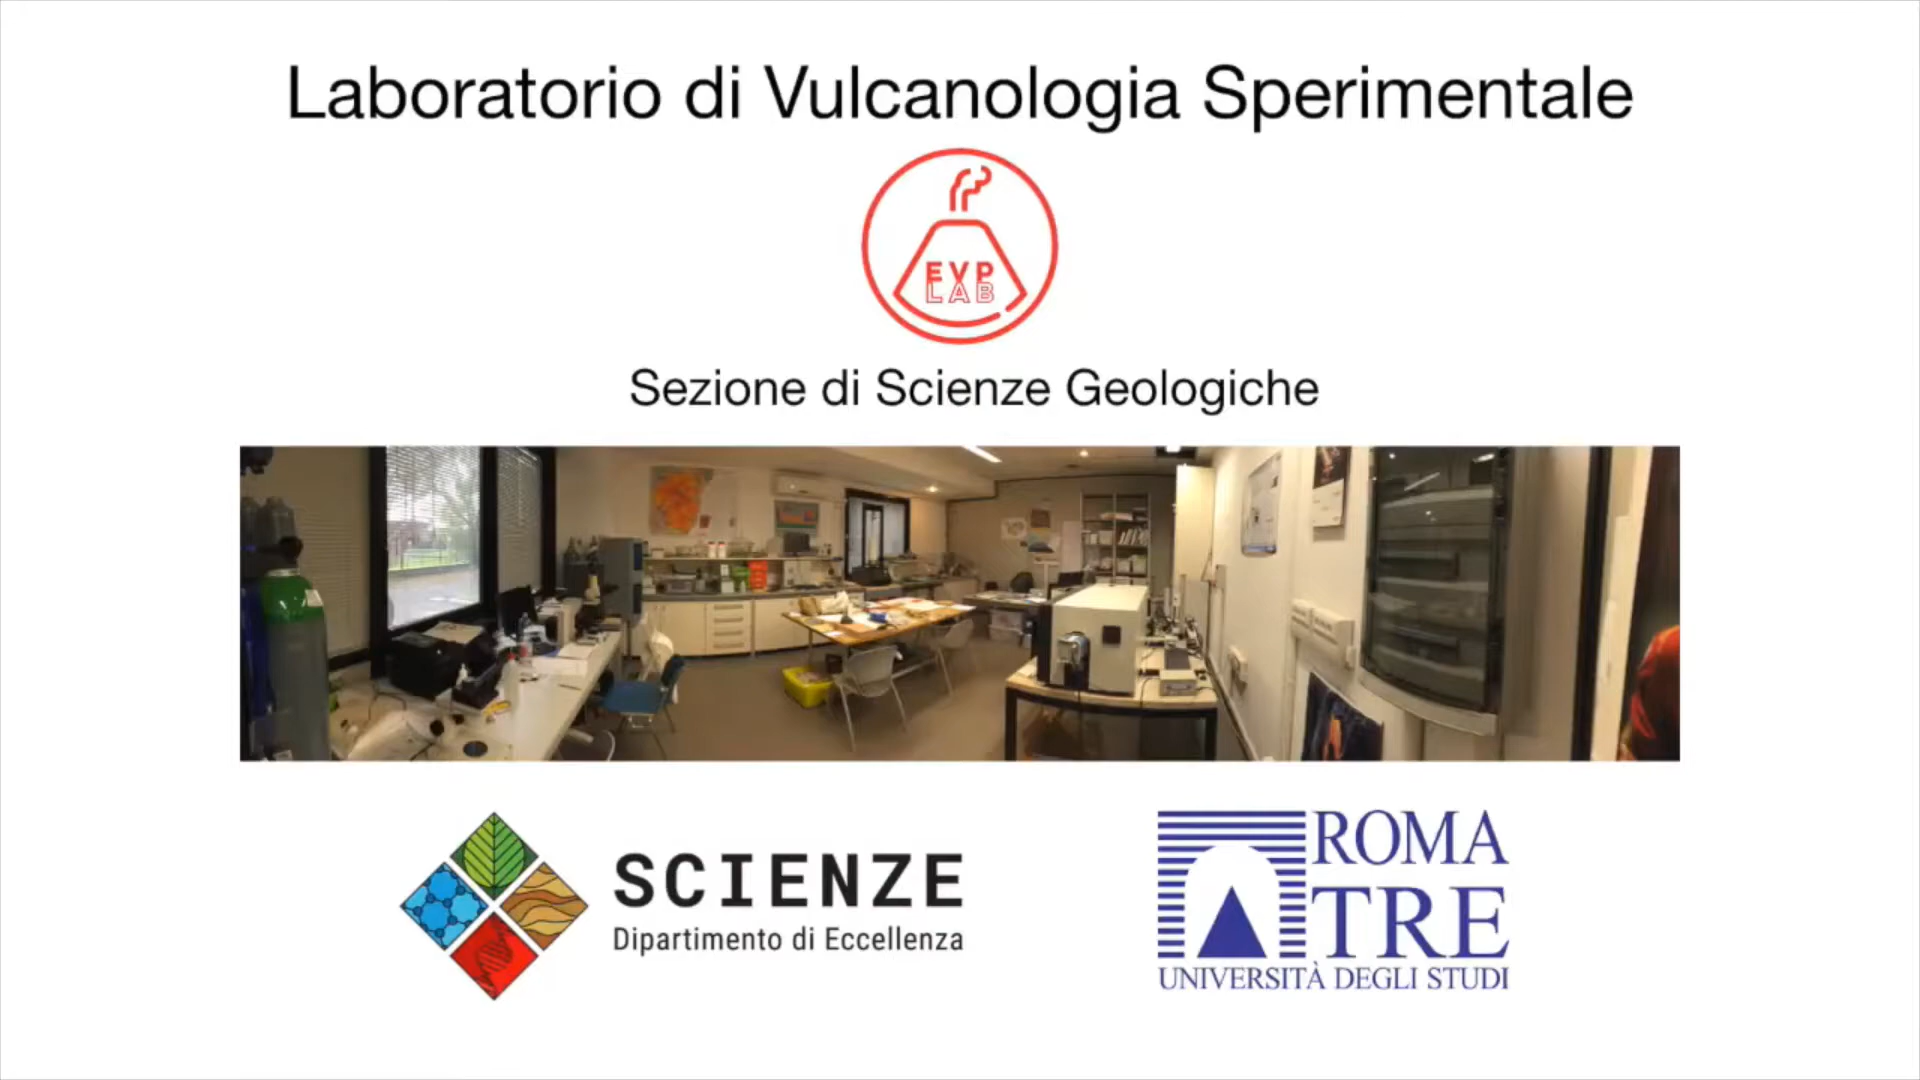 Laboratorio di Vulcanologia Sperimentale
EVP
LAB
Sezione di Scienze Geologiche
SCIENZE
Dipartimento di Eccellenza
ROMA
TRE
UNIVERSITÀ DEGLI STUDI